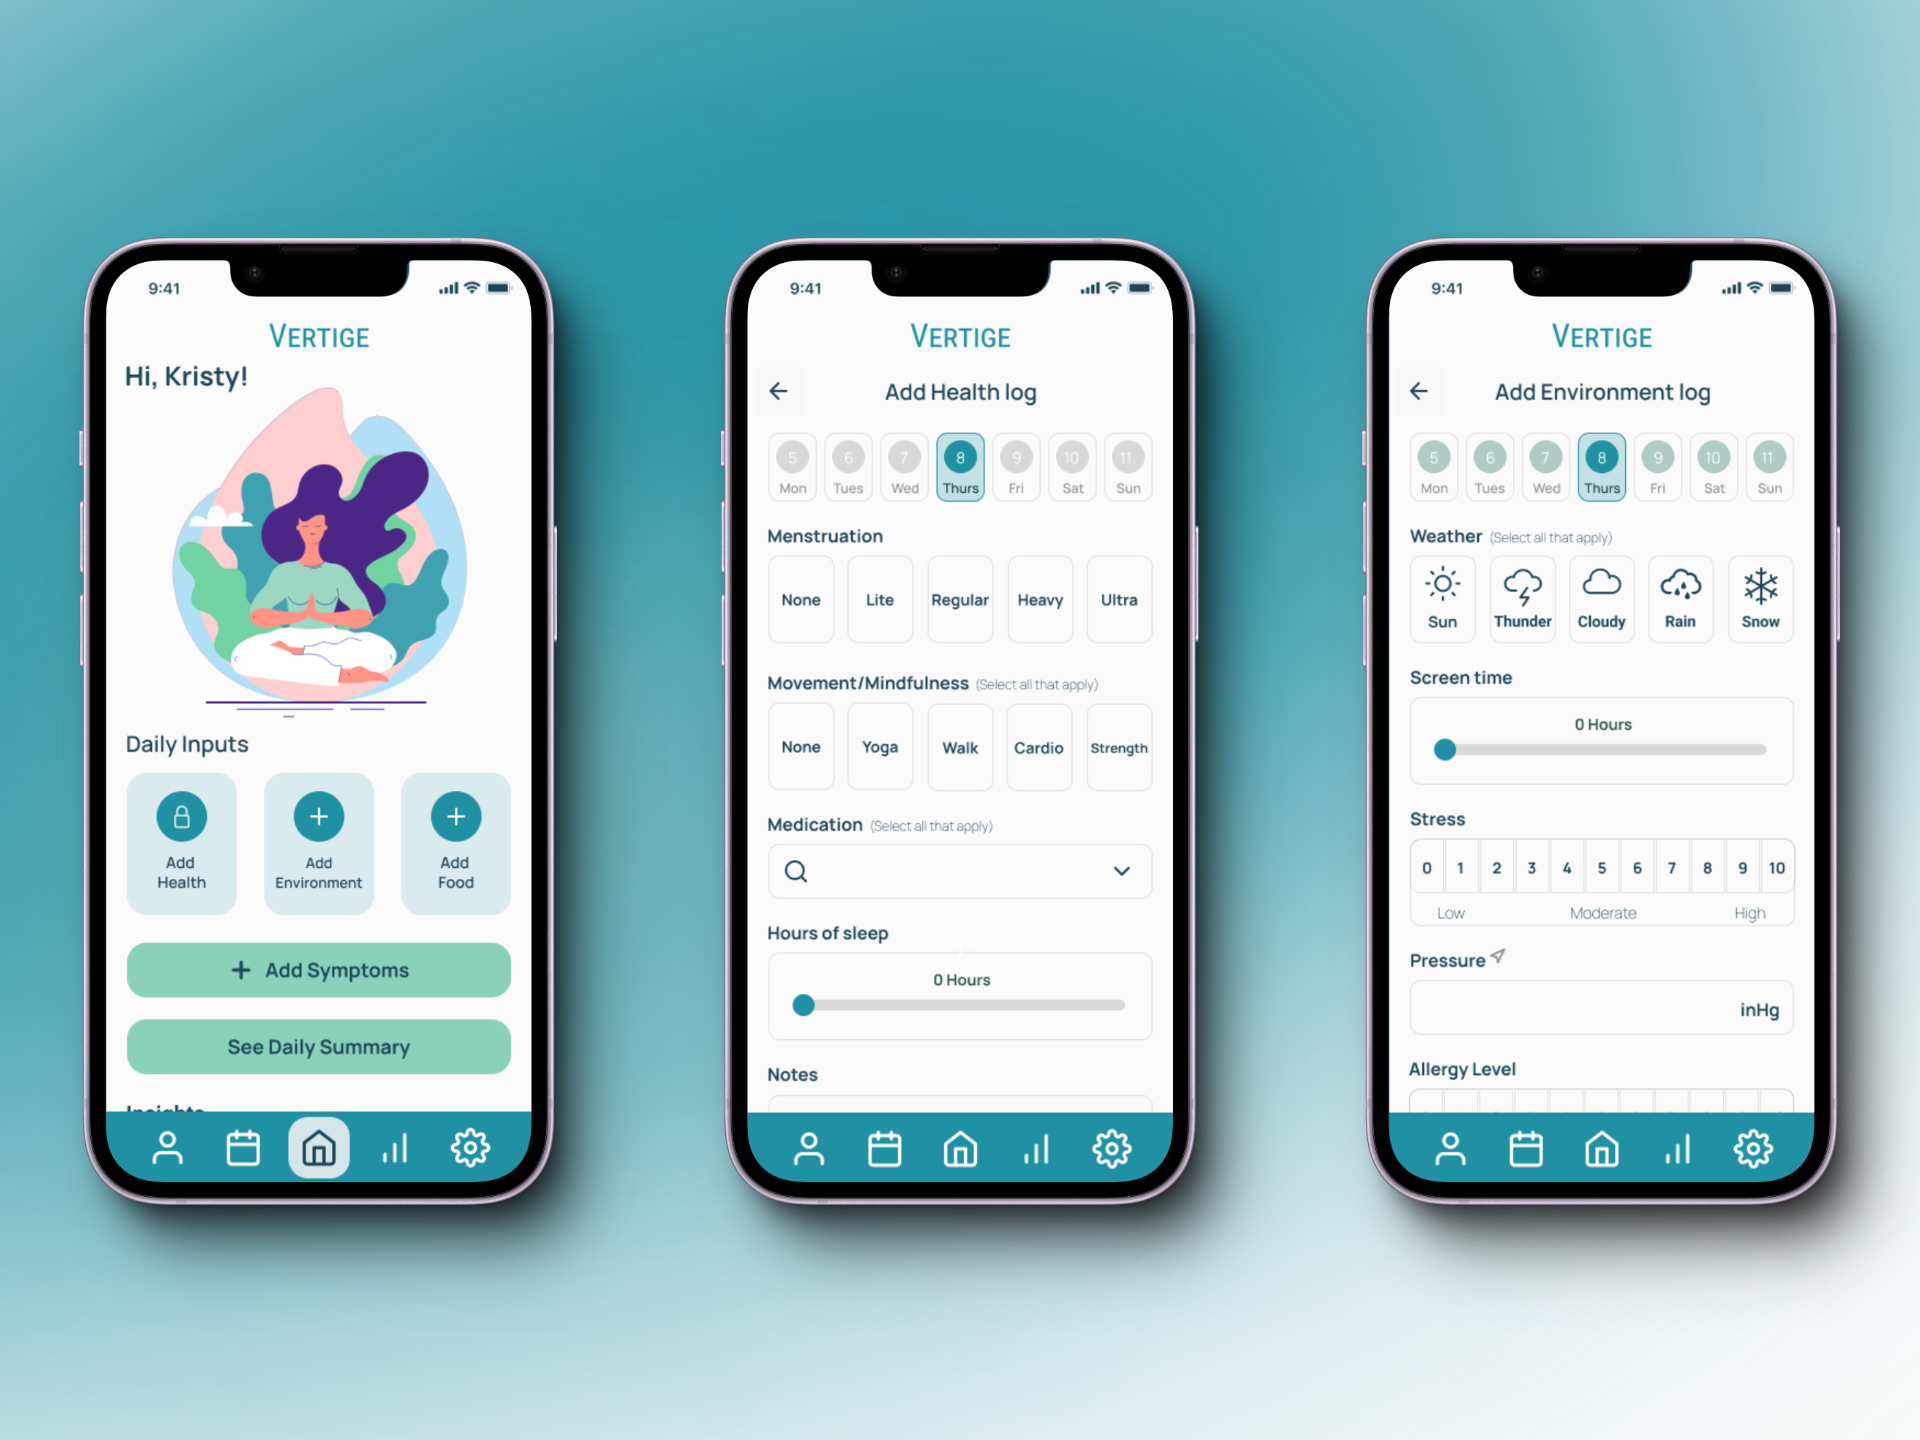 9:41
VERTIGE
Hi, Kristy!
Daily Inputs
Add Health
Add Environment
Add Food
+ Add Symptoms
See Daily Summary
Insights
9:41
VERTIGE
Add Health log
5 6 7 8 9 10 11
Mon Tues Wed Thurs Fri Sat Sun
Menstruation
None Lite Regular Heavy Ultra
Movement/Mindfulness (Select all that apply)
None Yoga Walk Cardio Strength
Medication (Select all that apply)
Hours of sleep
0 Hours
Notes
9:41
VERTIGE
Add Environment log
5 6 7 8 9 10 11
Mon Tues Wed Thurs Fri Sat Sun
Weather (Select all that apply)
Sun Thunder Cloudy Rain Snow
Screen time
0 Hours
Stress
0 1 2 3 4 5 6 7 8 9 10
Low Moderate High
Pressure
inHg
Allergy Level